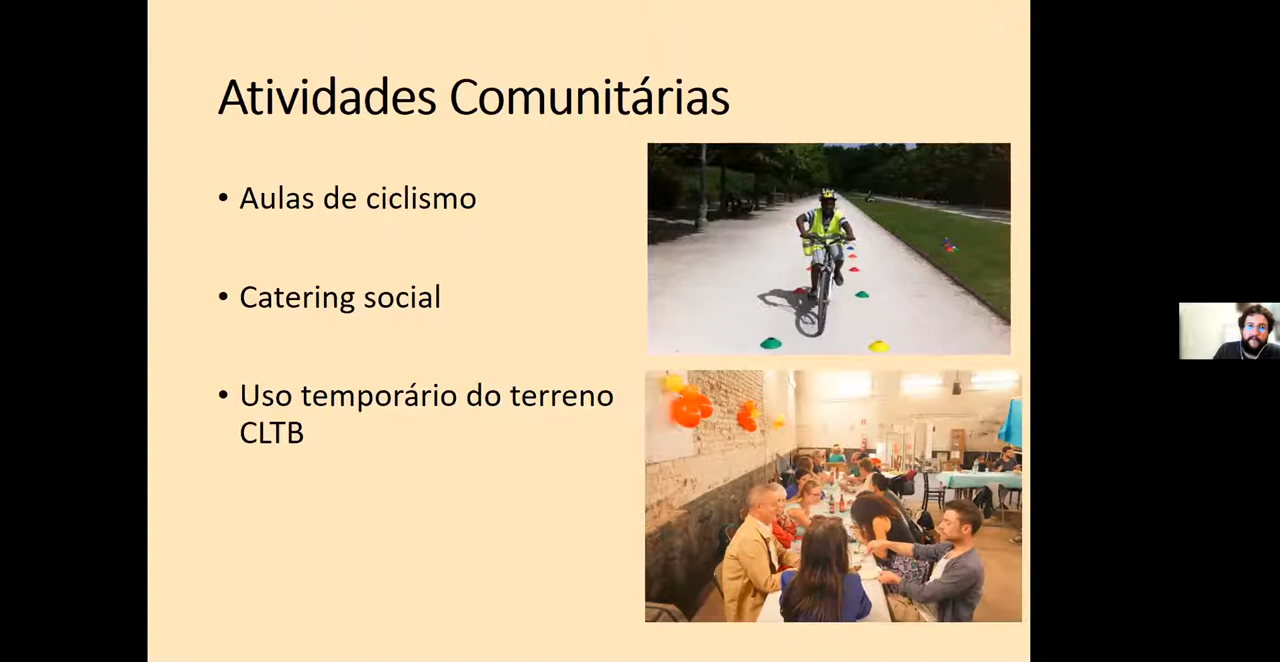 Atividades Comunitárias
• Aulas de ciclismo
• Catering social
• Uso temporário do terreno
CLTB